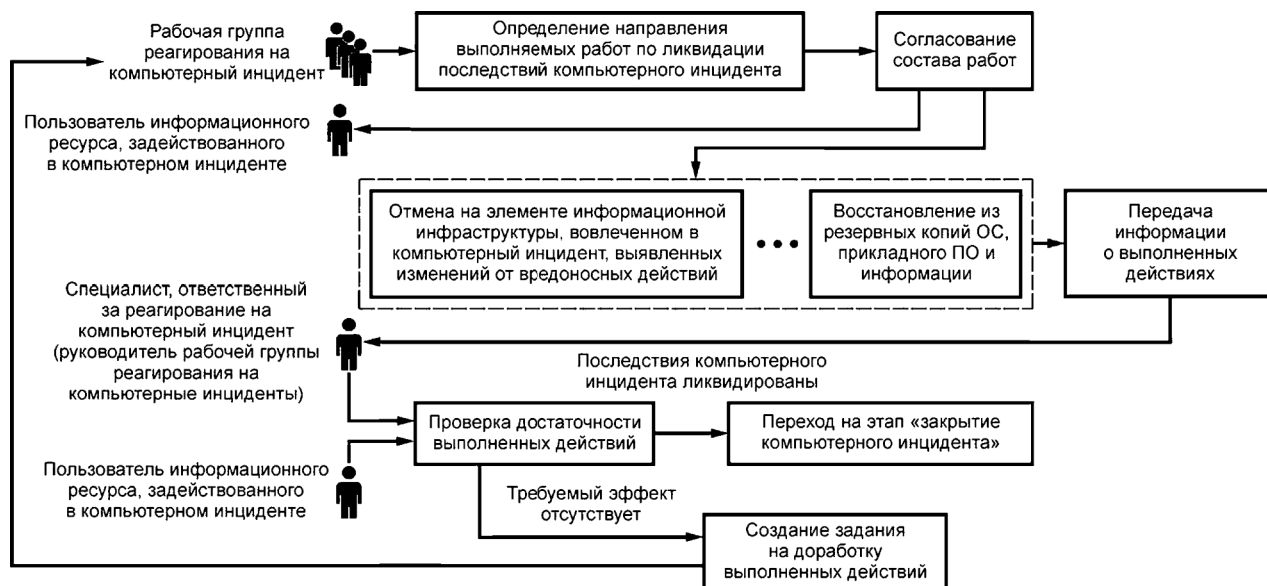 Рабочая группа
реагирования на
компьютерный инцидент
Определение направления
выполняемых работ по ликвидации
последствий компьютерного инцидента
Согласование
состава работ
Пользователь информационного
ресурса, задействованного
в компьютерном инциденте
Отмена на элементе информационной
инфраструктуры, вовлеченном в
компьютерный инцидент, выявленных
изменений от вредоносных действий
Восстановление из
резервных копий ОС,
прикладного ПО и
информации
Передача
информации
о выполненных
действиях
Специалист, ответственный
за реагирование на
компьютерный инцидент
(руководитель рабочей группы
реагирования на
компьютерные инциденты)
Последствия компьютерного
инцидента ликвидированы
Проверка достаточности
выполненных действий
Переход на этап «закрытие
компьютерного инцидента»
Пользователь информационного
ресурса, задействованного
в компьютерном инциденте
Требуемый эффект
отсутствует
Создание задания
на доработку
выполненных действий